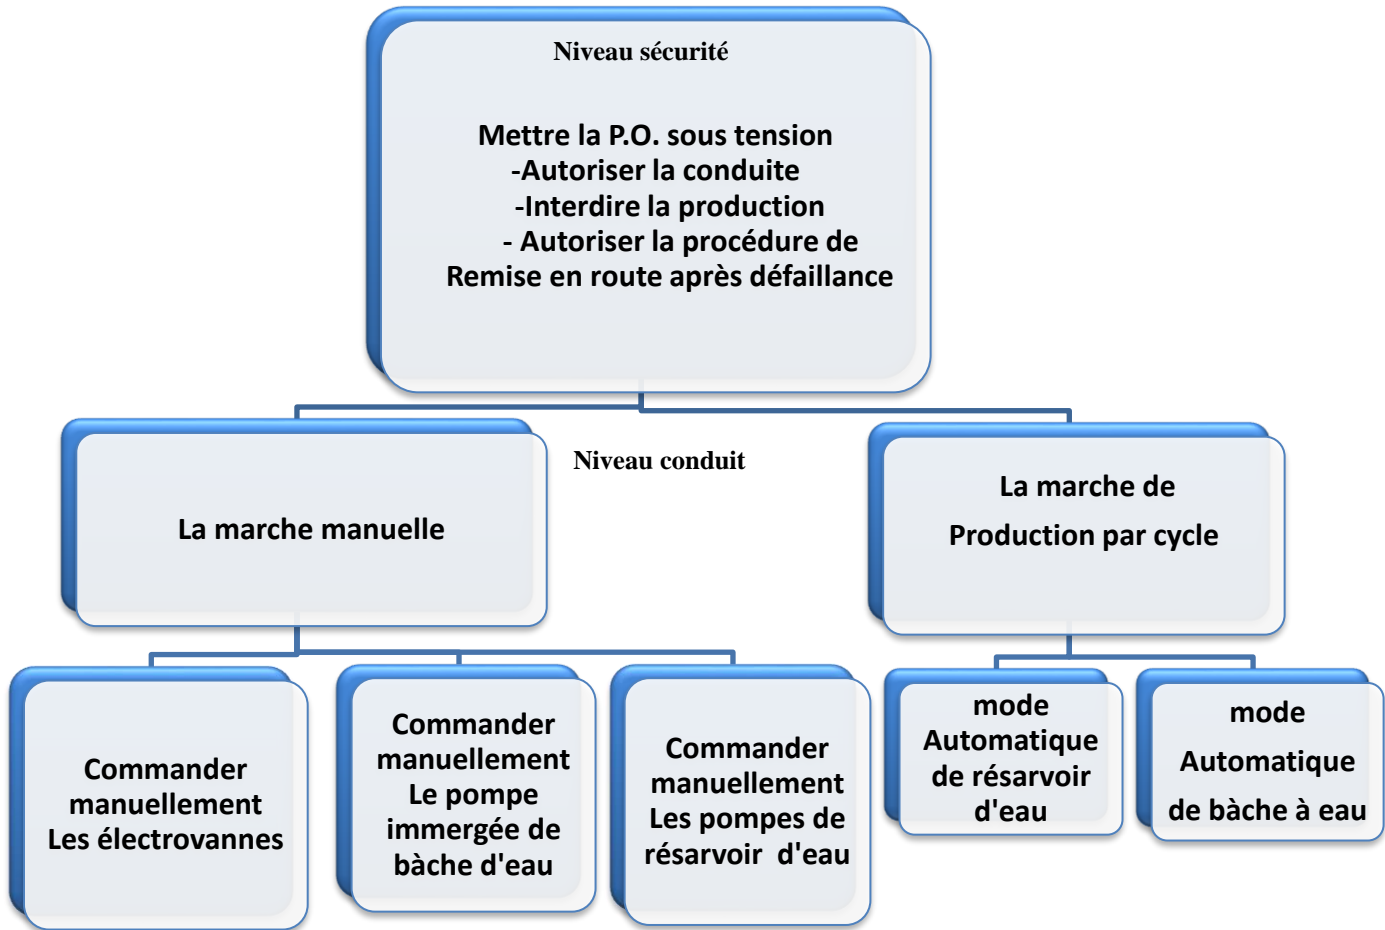 Niveau sécurité
Mettre la P.O. sous tension
-Autoriser la conduite
-Interdire la production
- Autoriser la procédure de
Remise en route après défaillance
Niveau conduit
La marche manuelle
La marche de
Production par cycle
Commander
manuellement
Les électrovannes
Commander
manuellement
Le pompe
immergée de
bàche d'eau
Commander
manuellement
Les pompes de
résarvoir d'eau
mode
Automatique
de résarvoir
d'eau
mode
Automatique
de bàche à eau